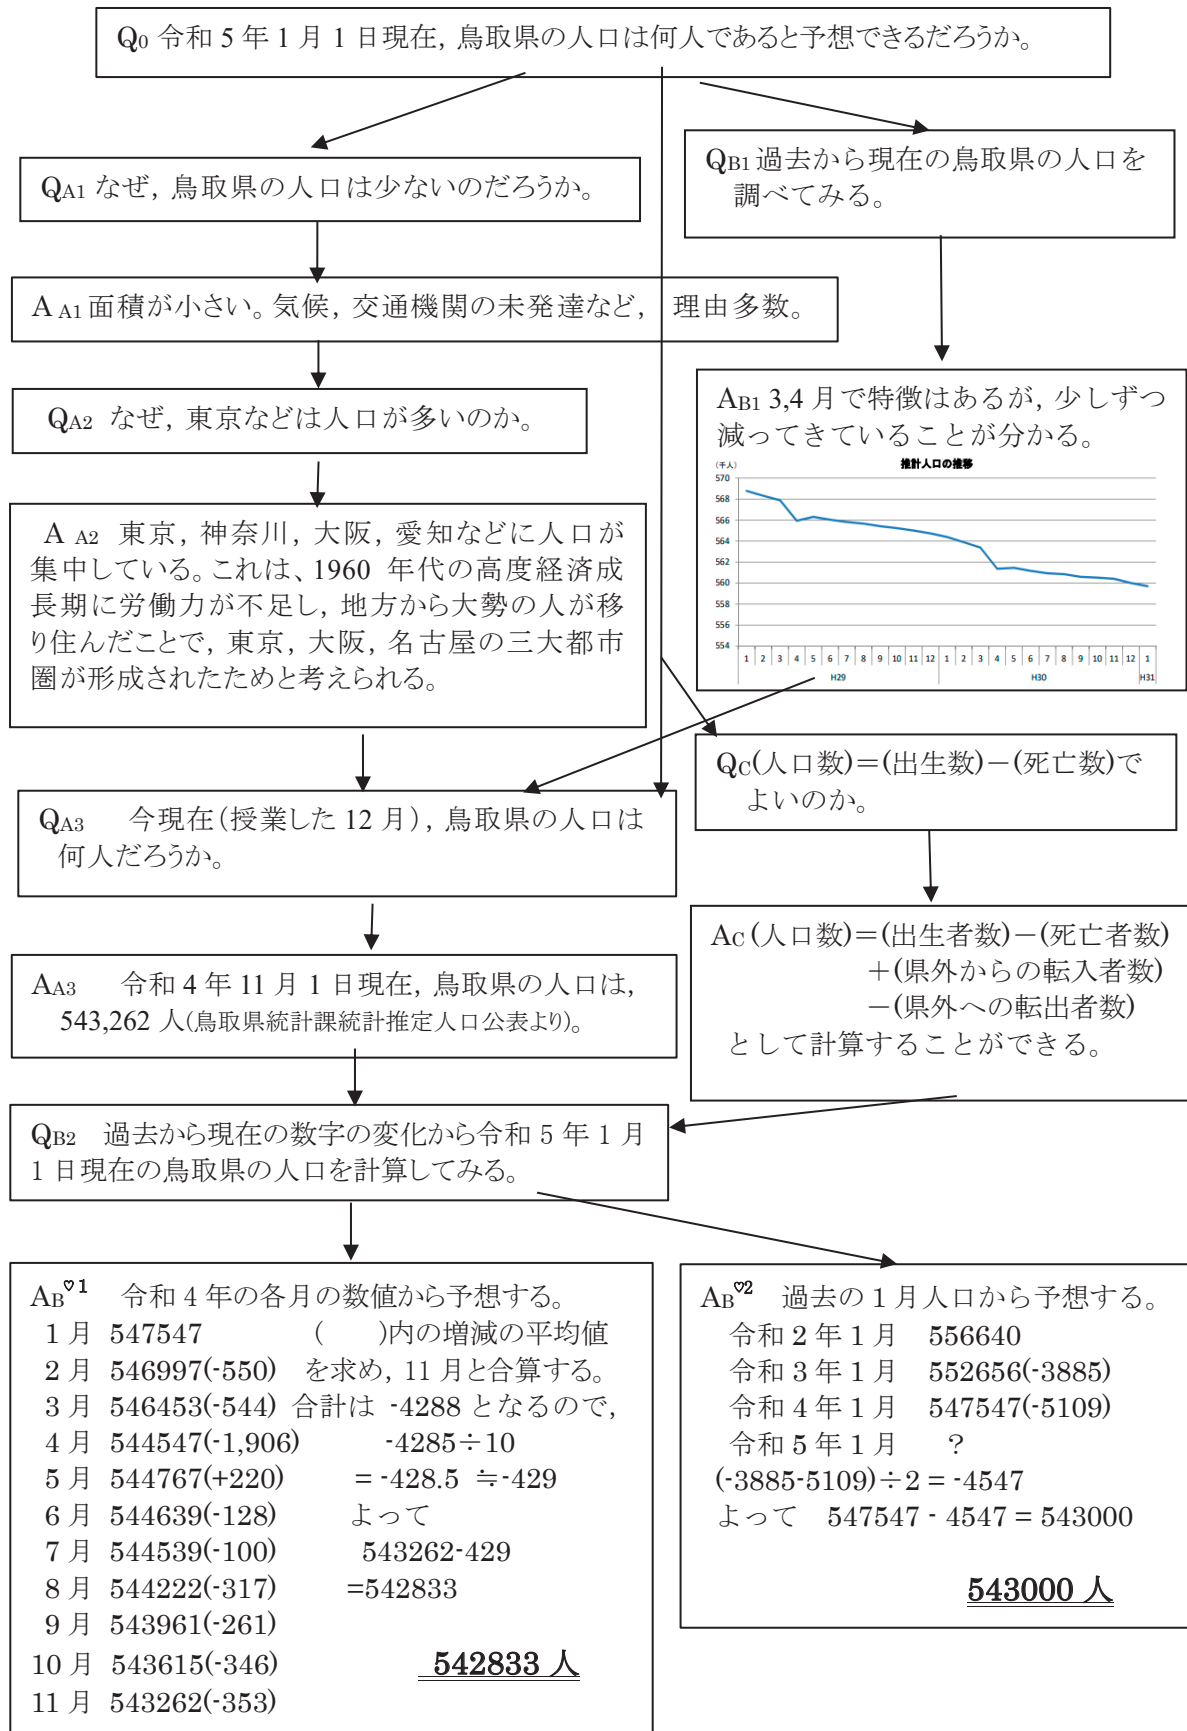 Q0 令和5年1月1日現在,鳥取県の人口は何人であると予想できるだろうか。
QA1 なぜ,鳥取県の人口は少ないのだろうか。
QB1 過去から現在の鳥取県の人口を
調べてみる。
A A1 面積が小さい。気候,交通機関の未発達など, 理由多数。
QA2 なぜ,東京などは人口が多いのか。
AB1 3,4月で特徴はあるが,少しずつ
減ってきていることが分かる。
(千人)
推計人口の推移
570
568
566
564
562
560
558
556
554
1 2 3 4 5 6 7 8 9 10 11 12 1 2 3 4 5 6 7 8 9 10 11 12 1
H29 H30 H31
A A2 東京,神奈川,大阪,愛知などに人口が
集中している。これは、1960 年代の高度経済成
長期に労働力が不足し,地方から大勢の人が移
り住んだことで,東京,大阪,名古屋の三大都市
圏が形成されたためと考えられる。
QC(人口数)=(出生数)-(死亡数)で
よいのか。
QA3 今現在(授業した12月),鳥取県の人口は
何人だろうか。
AC(人口数)=(出生者数)-(死亡者数)
+(県外からの転入者数)
-(県外への転出者数)
として計算することができる。
AA3 令和4年11月1日現在,鳥取県の人口は,
543,262人(鳥取県統計課統計推定人口公表より)。
QB2 過去から現在の数字の変化から令和5年1月
1日現在の鳥取県の人口を計算してみる。
AB♡1 令和4年の各月の数値から予想する。
1月 547547 ( )内の増減の平均値
2月 546997(-550) を求め,11月と合算する。
3月 546453(-544) 合計は -4288 となるので,
4月 544547(-1,906) -4285÷10
5月 544767(+220) =-428.5 ≒-429
6月 544639(-128) よって
7月 544539(-100) 543262-429
8月 544222(-317) =542833
9月 543961(-261)
10月 543615(-346) 542833人
11月 543262(-353)
AB♡2 過去の1月人口から予想する。
令和2年1月 556640
令和3年1月 552656(-3885)
令和4年1月 547547(-5109)
令和5年1月 ?
(-3885-5109)÷2=-4547
よって 547547-4547=543000
543000人